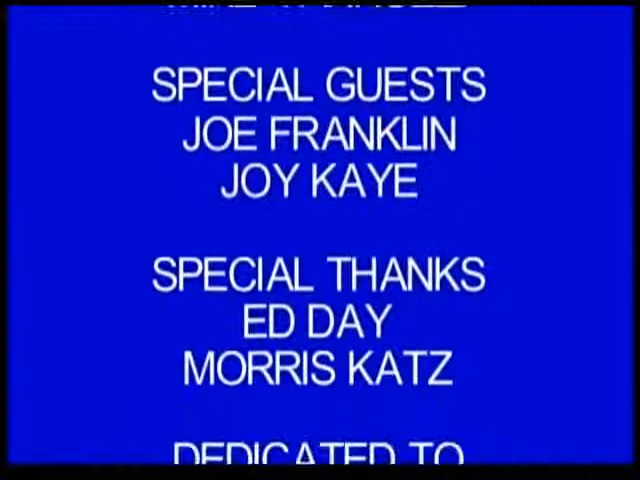 SPECIAL GUESTS
JOE FRANKLIN
JOY KAYE
SPECIAL THANKS
ED DAY
MORRIS KATZ
DEDICATED TO